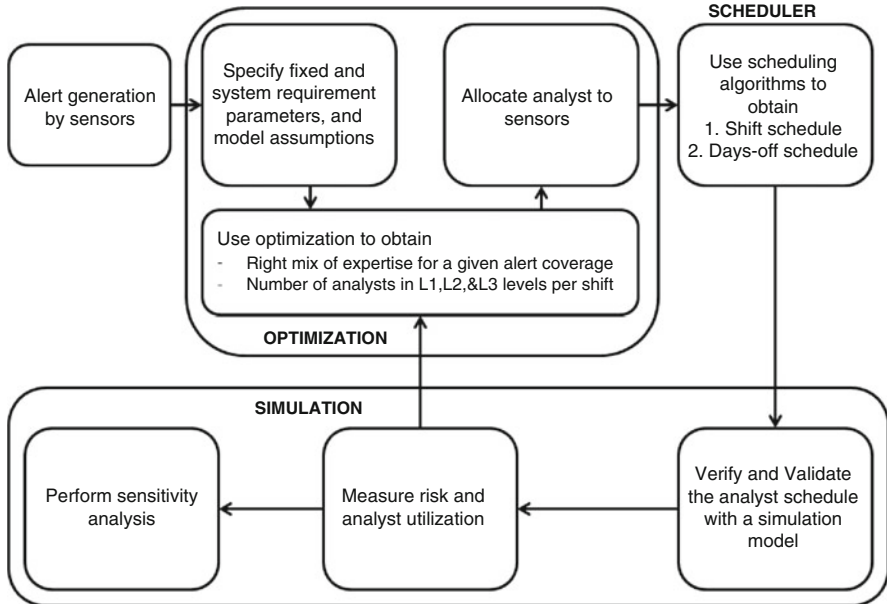 SCHEDULER
Alert generation
by sensors
Specify fixed and
system requirement
parameters, and
model assumptions
Allocate analyst to
sensors
Use scheduling
algorithms to
obtain
1. Shift schedule
2. Days-off schedule
Use optimization to obtain
- Right mix of expertise for a given alert coverage
- Number of analysts in L1,L2,&L3 levels per shift
OPTIMIZATION
SIMULATION
Perform sensitivity
analysis
Measure risk and
analyst utilization
Verify and Validate
the analyst schedule
with a simulation
model